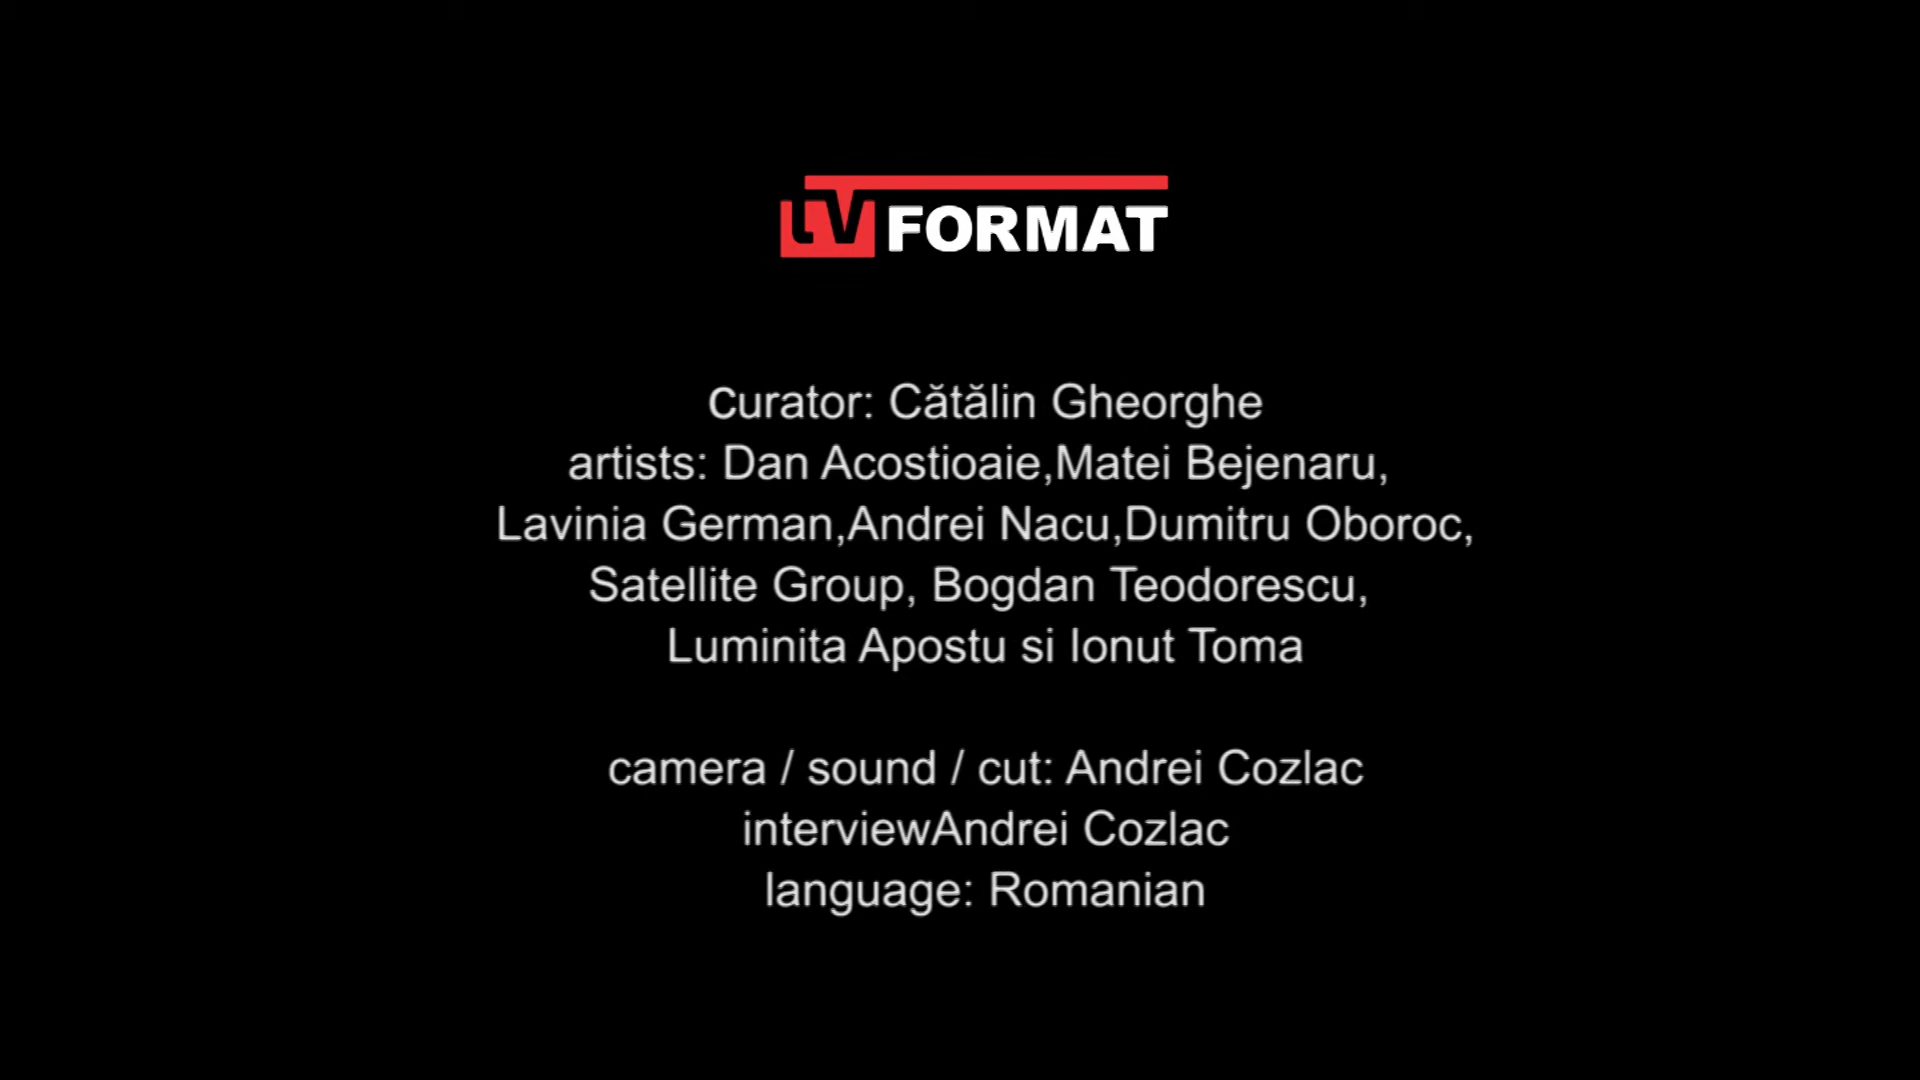 tv FORMAT
curator: Cătălin Gheorghe
artists: Dan Acostioaie,Matei Bejenaru,
Lavinia German,Andrei Nacu,Dumitru Oboroc,
Satellite Group, Bogdan Teodorescu,
Luminita Apostu si Ionut Toma
camera / sound / cut: Andrei Cozlac
interviewAndrei Cozlac
language: Romanian